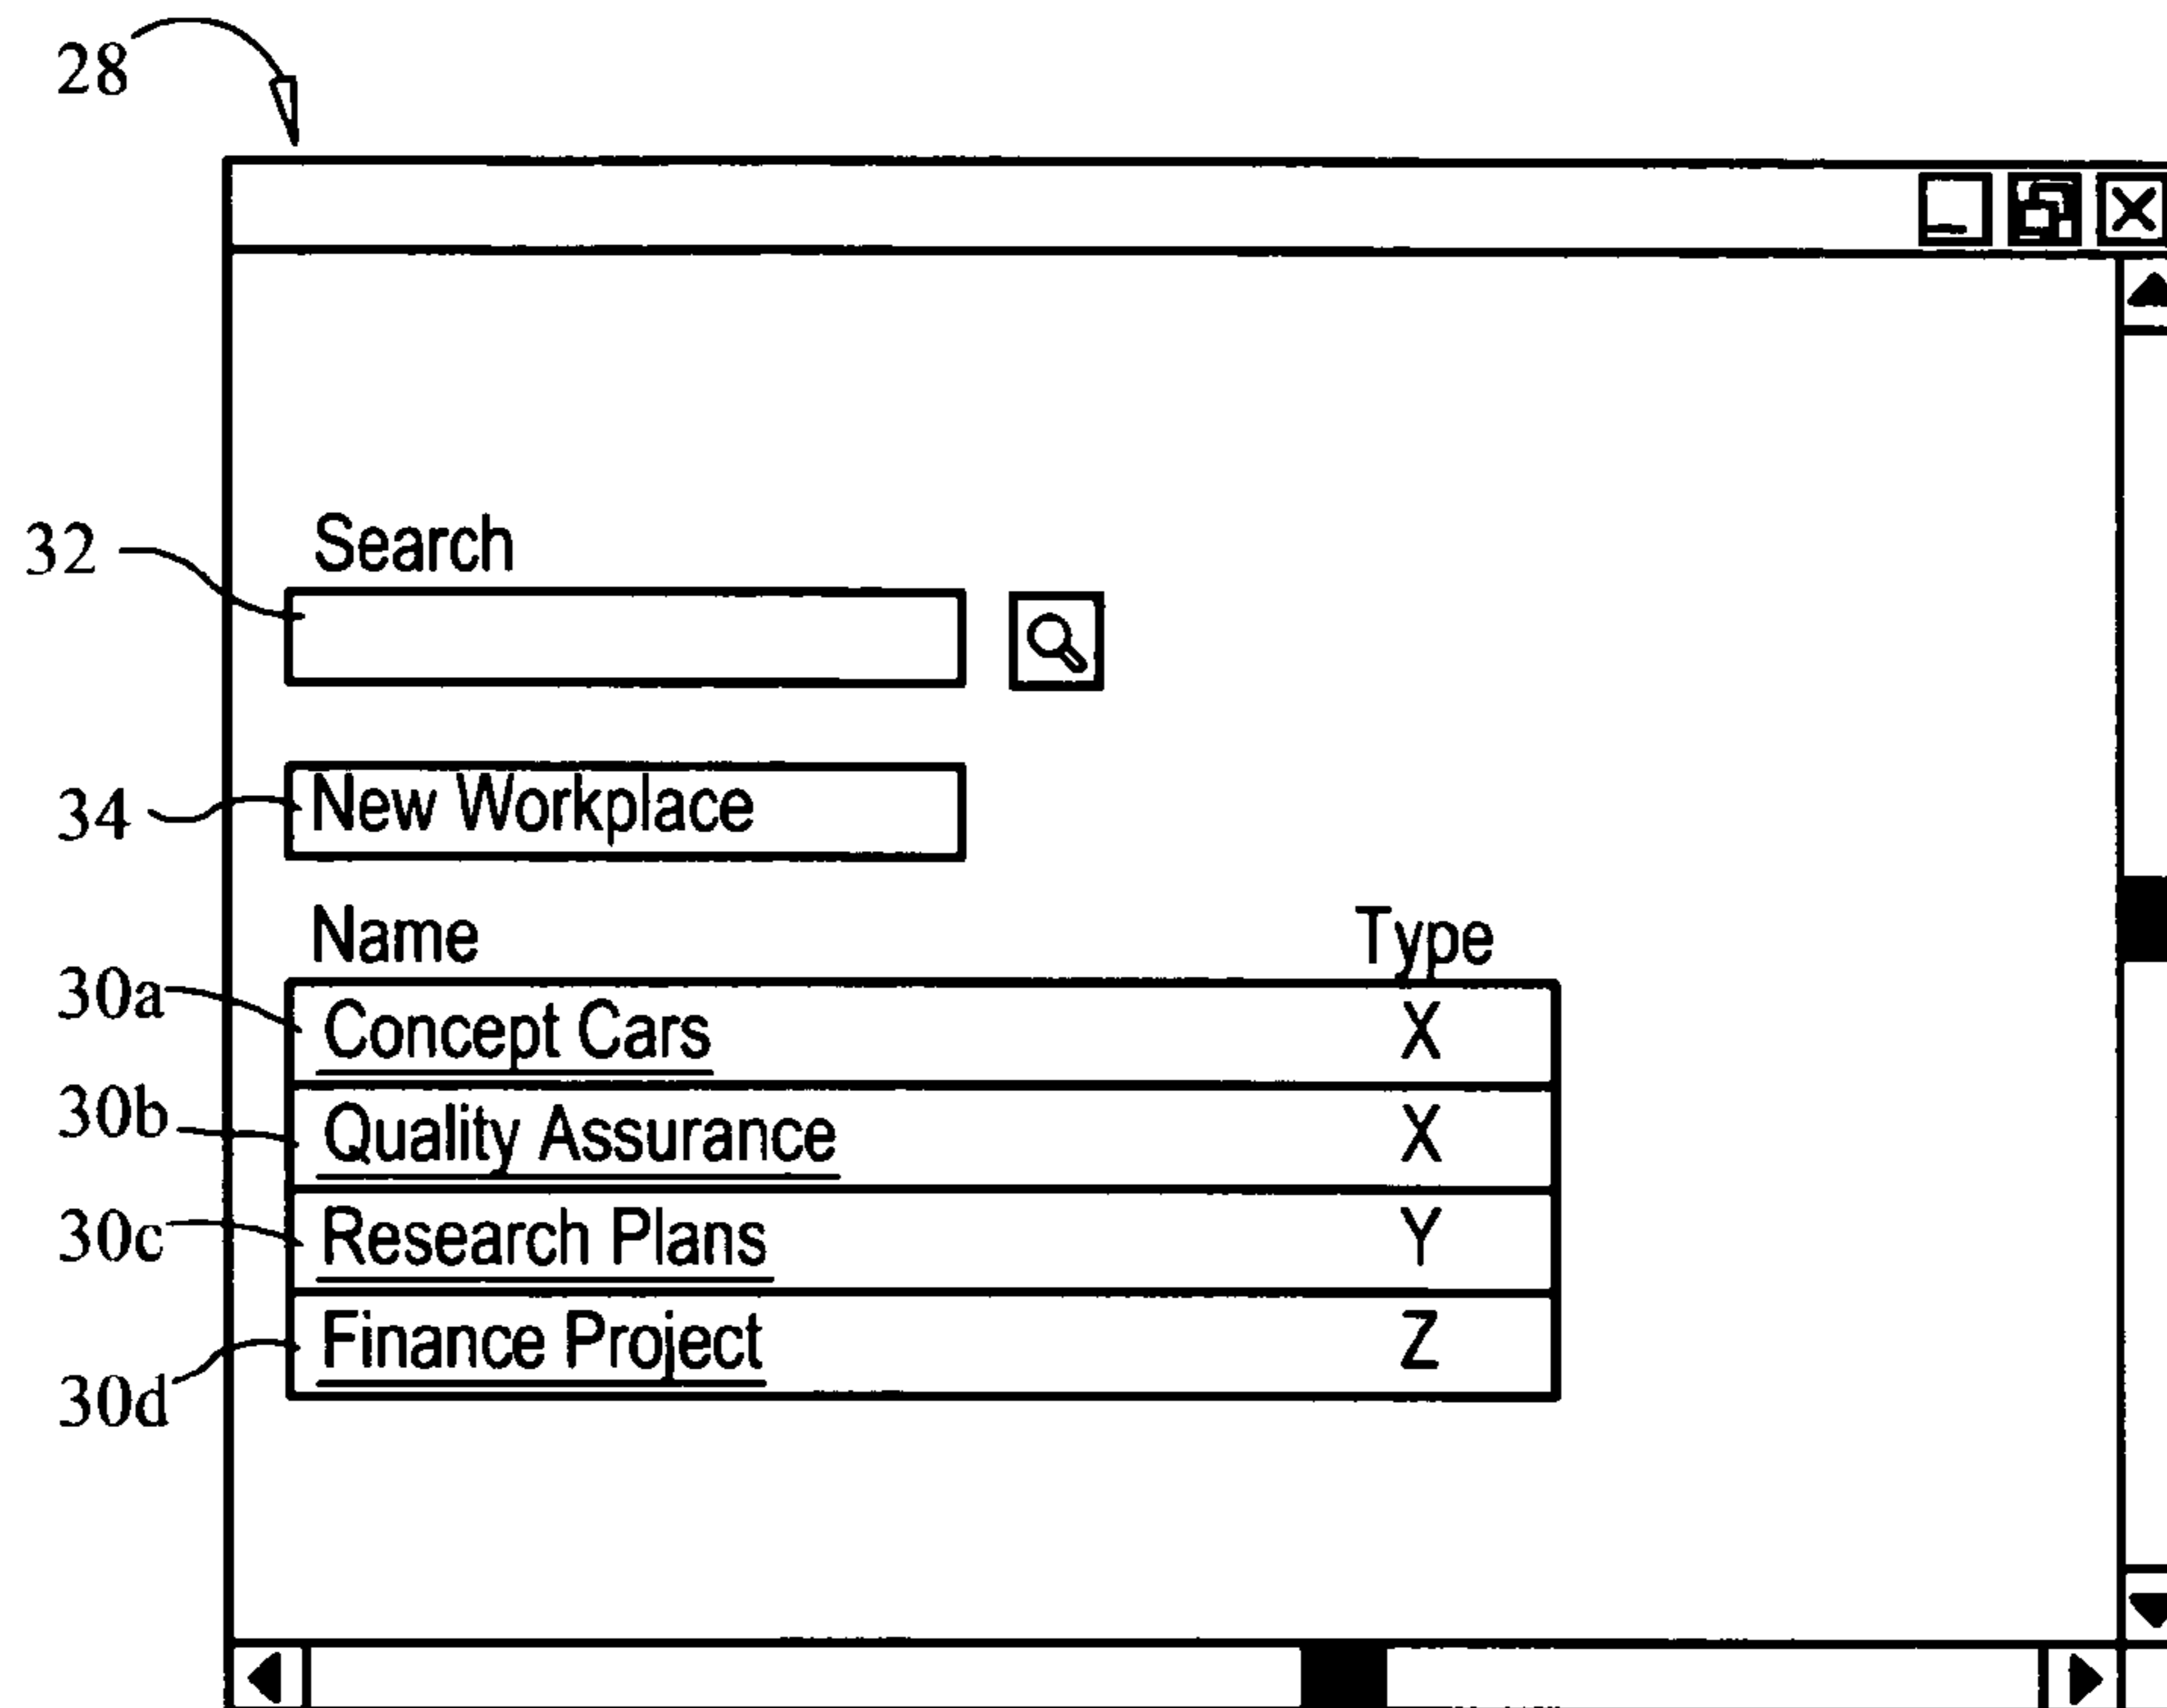 28
32 Search
34 New Workplace
Name Type
30a Concept Cars X
30b Quality Assurance X
30c Research Plans Y
30d Finance Project Z